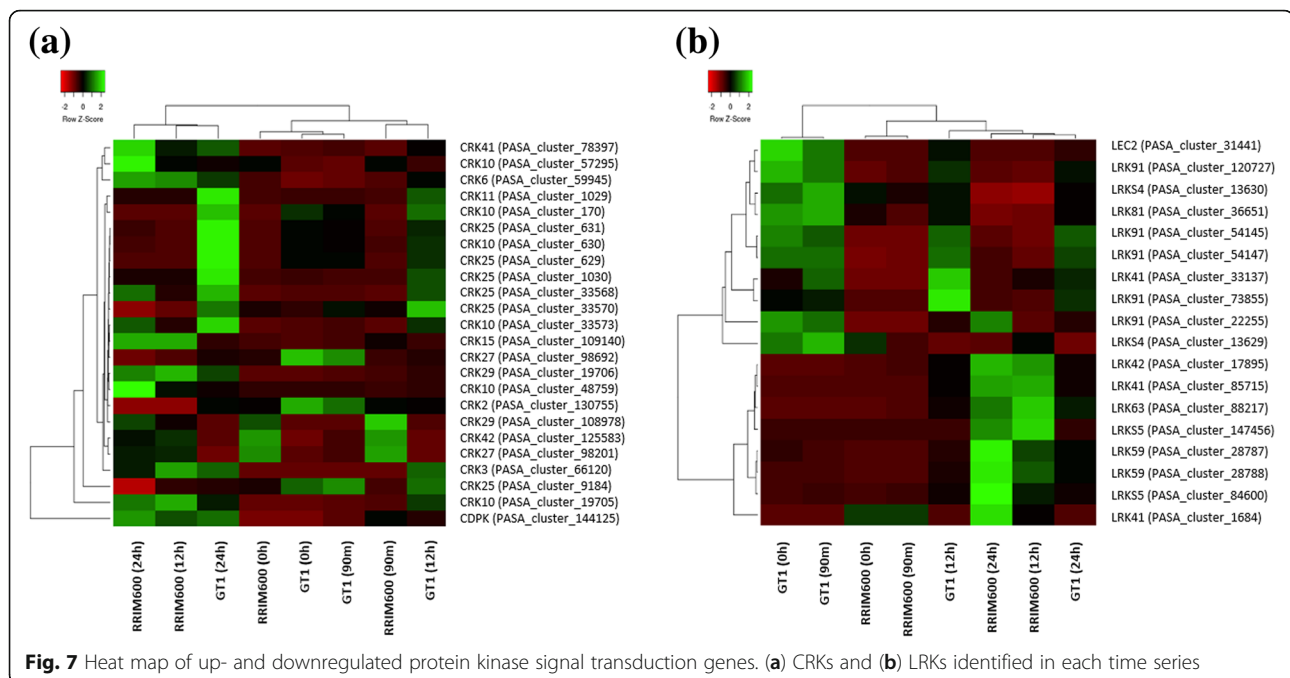 (a)
-2 0 2
Row Z-Score
CRK41 (PASA_cluster_78397)
CRK10 (PASA_cluster_57295)
CRK6 (PASA_cluster_59945)
CRK11 (PASA_cluster_1029)
CRK10 (PASA_cluster_170)
CRK25 (PASA_cluster_631)
CRK10 (PASA_cluster_630)
CRK25 (PASA_cluster_629)
CRK25 (PASA_cluster_1030)
CRK25 (PASA_cluster_33568)
CRK25 (PASA_cluster_33570)
CRK10 (PASA_cluster_33573)
CRK15 (PASA_cluster_109140)
CRK27 (PASA_cluster_98692)
CRK29 (PASA_cluster_19706)
CRK10 (PASA_cluster_48759)
CRK2 (PASA_cluster_130755)
CRK29 (PASA_cluster_108978)
CRK42 (PASA_cluster_125583)
CRK27 (PASA_cluster_98201)
CRK3 (PASA_cluster_66120)
CRK25 (PASA_cluster_9184)
CRK10 (PASA_cluster_19705)
CDPK (PASA_cluster_144125)
RRIM600 (24h)
RRIM600 (12h)
GT1 (24h)
RRIM600 (0h)
GT1 (0h)
GT1 (90m)
RRIM600 (90m)
GT1 (12h)
(b)
-2 0 2
Row Z-Score
LEC2 (PASA_cluster_31441)
LRK91 (PASA_cluster_120727)
LRKS4 (PASA_cluster_13630)
LRK81 (PASA_cluster_36651)
LRK91 (PASA_cluster_54145)
LRK91 (PASA_cluster_54147)
LRK41 (PASA_cluster_33137)
LRK91 (PASA_cluster_73855)
LRK91 (PASA_cluster_22255)
LRKS4 (PASA_cluster_13629)
LRK42 (PASA_cluster_17895)
LRK41 (PASA_cluster_85715)
LRK63 (PASA_cluster_88217)
LRKS5 (PASA_cluster_147456)
LRK59 (PASA_cluster_28787)
LRK59 (PASA_cluster_28788)
LRKS5 (PASA_cluster_84600)
LRK41 (PASA_cluster_1684)
GT1 (0h)
GT1 (90m)
RRIM600 (0h)
RRIM600 (90m)
GT1 (12h)
RRIM600 (24h)
RRIM600 (12h)
GT1 (24h)
Fig. 7 Heat map of up- and downregulated protein kinase signal transduction genes. (a) CRKs and (b) LRKs identified in each time series